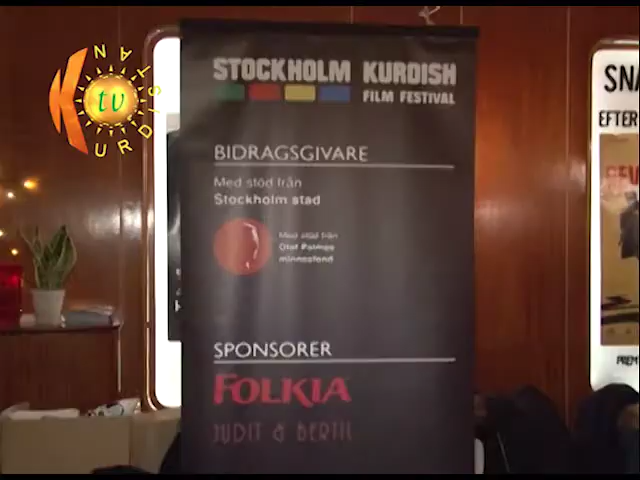 KURDISTAN
tv
STOCKHOLM KURDISH
FILM FESTIVAL
BIDRAGSGIVARE
Med stöd från
Stockholm stad
Med stöd från
Olof Palmes
minnesfond
SPONSORER
FOLKIA
JUDIT & BERTIL
SNA
EFTER
PREM